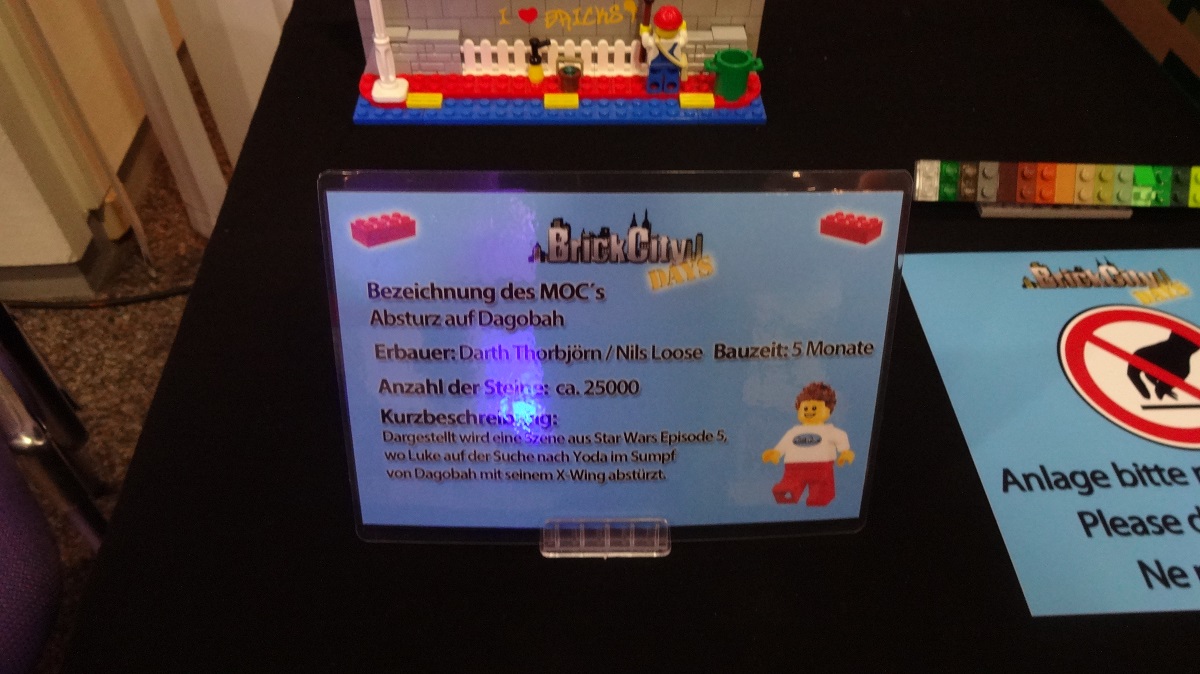 I ❤ BRICKS!
BrickCity
DAYS
Bezeichnung des MOC´s
Absturz auf Dagobah
Erbauer: Darth Thorbjörn / Nils Loose Bauzeit: 5 Monate
Anzahl der Steine: ca. 25000
Kurzbeschreibung:
Dargestellt wird eine Szene aus Star Wars Episode 5,
wo Luke auf der Suche nach Yoda im Sumpf
von Dagobah mit seinem X-Wing abstürzt.
BrickCity
DAYS
Anlage bitte
Please
Ne